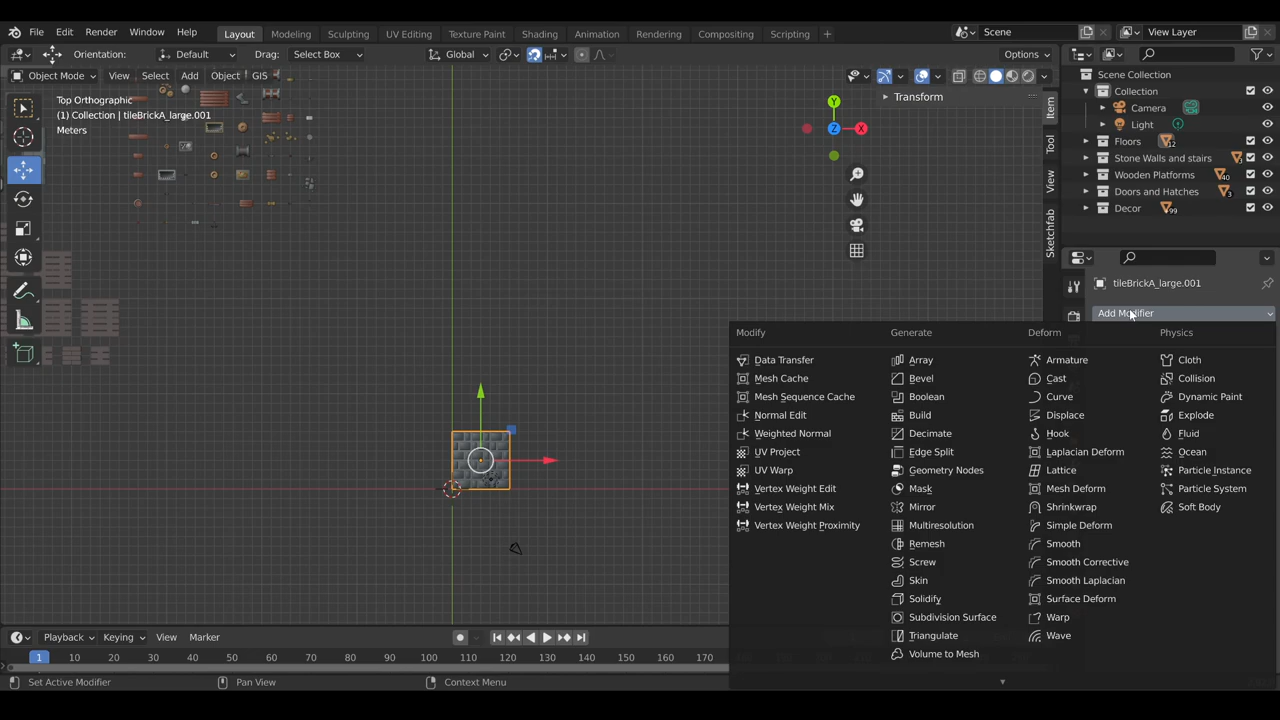 File Edit Render Window Help Layout Modeling Sculpting UV Editing Texture Paint Shading Animation Rendering Compositing Scripting + Scene View Layer
Orientation: Default Drag: Select Box Global Options
Object Mode View Select Add Object GIS
Top Orthographic
(1) Collection | tileBrickA_large.001
Meters
Y
Z
X
Transform
Item
Tool
View
Sketchfab
Scene Collection
Collection
Camera
Light
Floors 12
Stone Walls and stairs
Wooden Platforms 40
Doors and Hatches 3
Decor 99
tileBrickA_large.001
Add Modifier
Modify
Data Transfer
Mesh Cache
Mesh Sequence Cache
Normal Edit
Weighted Normal
UV Project
UV Warp
Vertex Weight Edit
Vertex Weight Mix
Vertex Weight Proximity
Generate
Array
Bevel
Boolean
Build
Decimate
Edge Split
Geometry Nodes
Mask
Mirror
Multiresolution
Remesh
Screw
Skin
Solidify
Subdivision Surface
Triangulate
Volume to Mesh
Deform
Armature
Cast
Curve
Displace
Hook
Laplacian Deform
Lattice
Mesh Deform
Shrinkwrap
Simple Deform
Smooth
Smooth Corrective
Smooth Laplacian
Surface Deform
Warp
Wave
Physics
Cloth
Collision
Dynamic Paint
Explode
Fluid
Ocean
Particle Instance
Particle System
Soft Body
Playback Keying View Marker
1 10 20 30 40 50 60 70 80 90 100 110 120 130 140 150 160 170
Set Active Modifier Pan View Context Menu